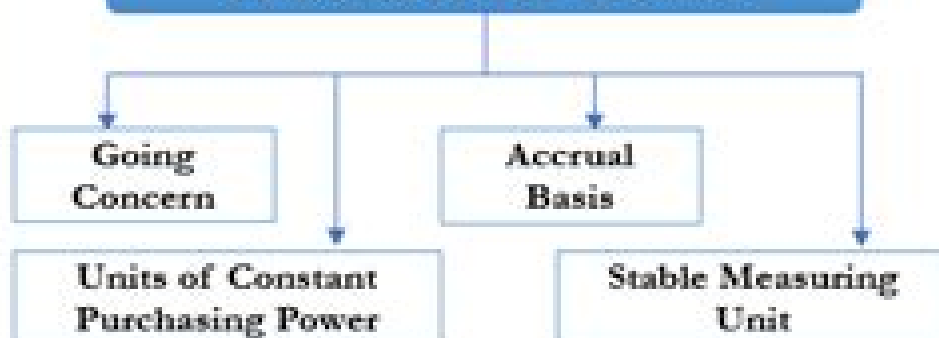 Going
Concern
Accrual
Basis
Units of Constant
Purchasing Power
Stable Measuring
Unit